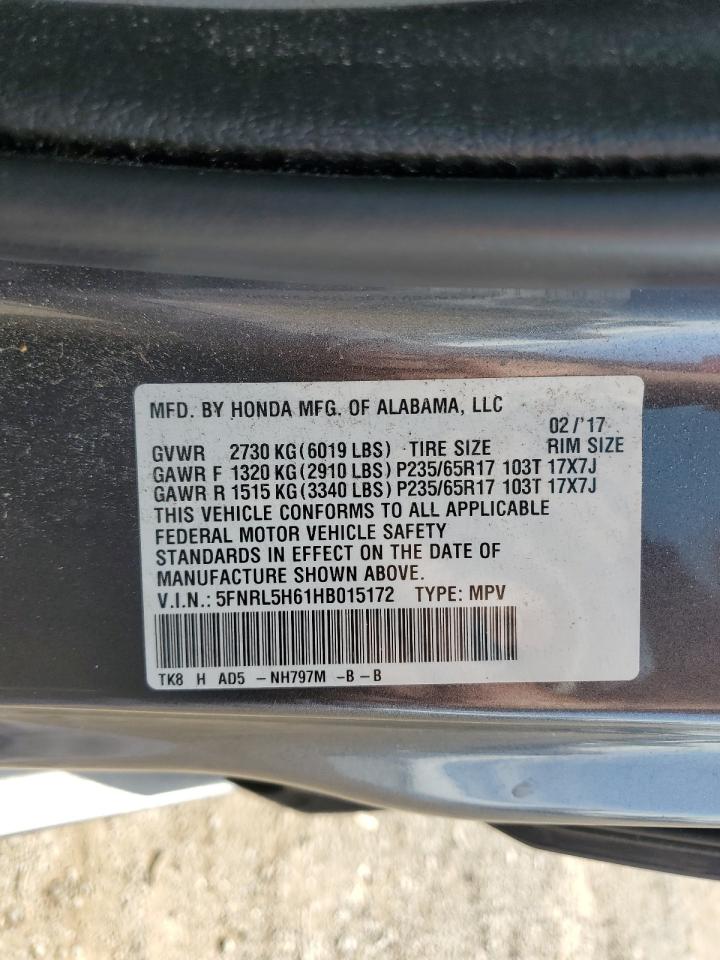 MFD. BY HONDA MFG. OF ALABAMA, LLC
02/'17
GVWR 2730 KG (6019 LBS) TIRE SIZE RIM SIZE
GAWR F 1320 KG (2910 LBS) P235/65R17 103T 17X7J
GAWR R 1515 KG (3340 LBS) P235/65R17 103T 17X7J
THIS VEHICLE CONFORMS TO ALL APPLICABLE
FEDERAL MOTOR VEHICLE SAFETY
STANDARDS IN EFFECT ON THE DATE OF
MANUFACTURE SHOWN ABOVE.
V.I.N.: 5FNRL5H61HB015172 TYPE: MPV
TK8 H AD5 - NH797M - B - B